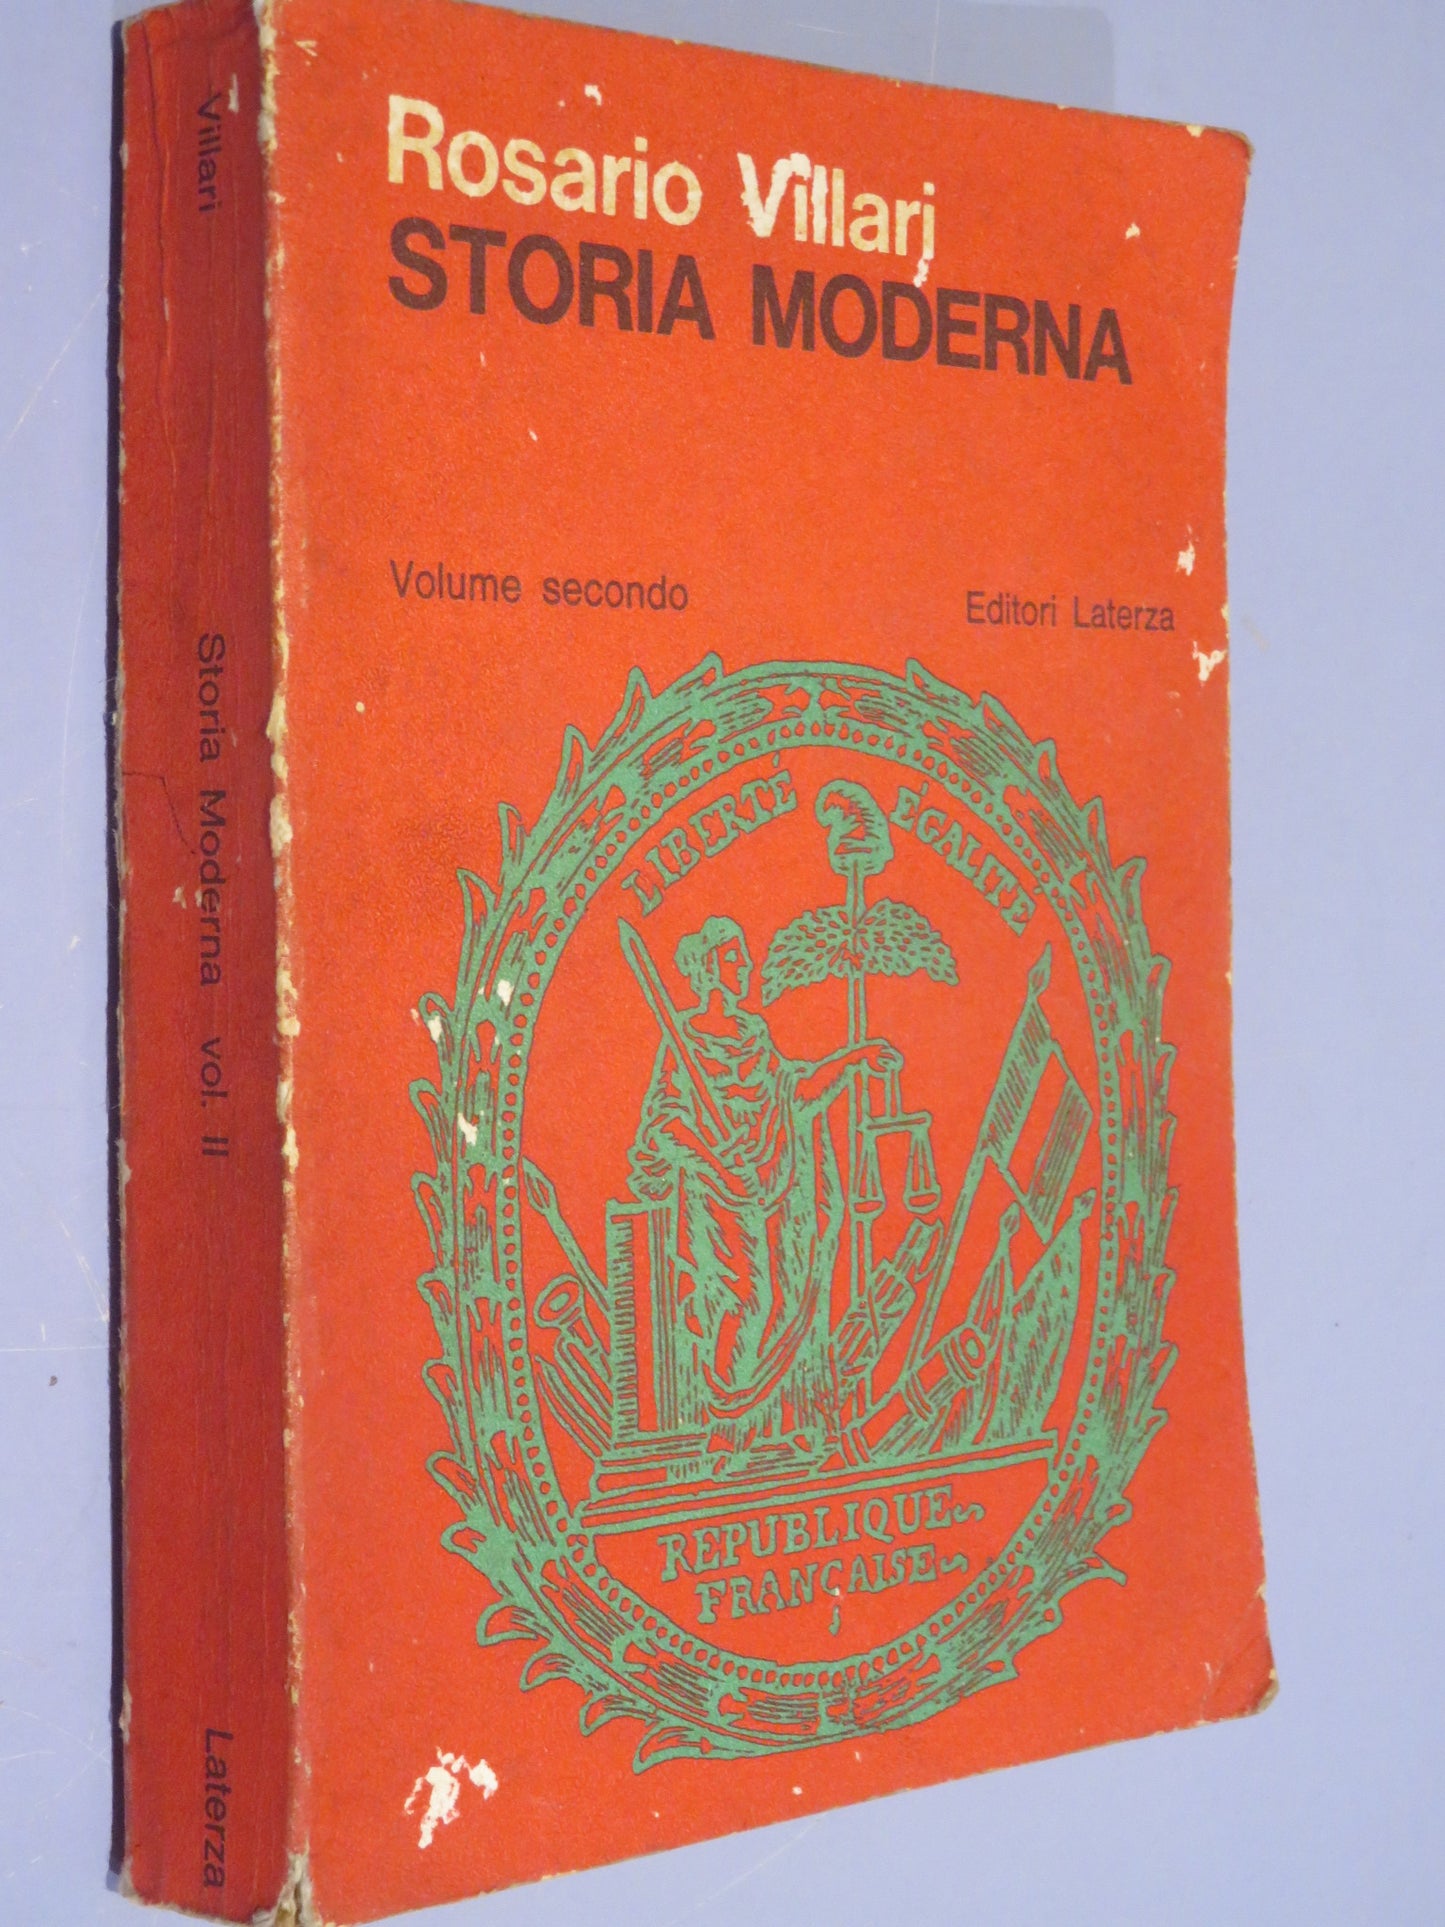 Rosario Villari
STORIA MODERNA
Volume secondo
Editori Laterza
LIBERTÉ ÉGALITÉ
REPUBLIQUE
FRANÇAISE
Villari Storia Moderna vol. II Laterza